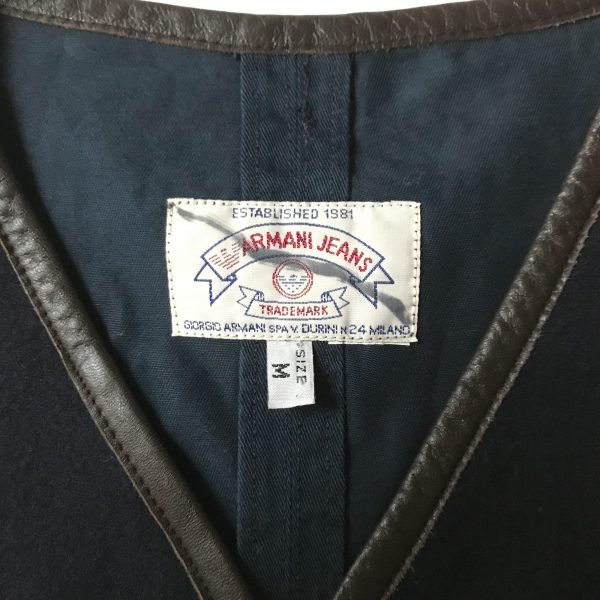 ESTABLISHED 1981
ARMANI JEANS
TRADEMARK
GIORGIO ARMANI SPA V. DURINI N 24 MILANO
SIZE
M